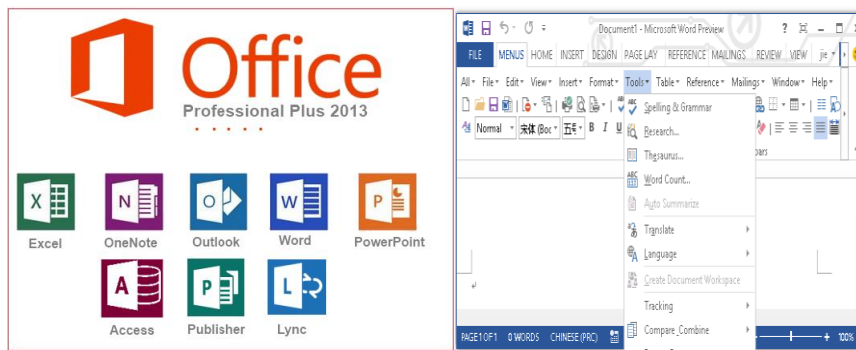 Office
Professional Plus 2013
Excel
OneNote
Outlook
Word
PowerPoint
Access
Publisher
Lync
Document1 - Microsoft Word Preview
FILE MENUS HOME INSERT DESIGN PAGE LAY REFERENCE MAILINGS REVIEW VIEW jie
All File Edit View Insert Format Tools Table Reference Mailings Window Help
Normal 宋体 (Boc 五号 B I U
Spelling & Grammar
Research...
Thesaurus...
Word Count...
Auto Summarize
Translate
Language
Create Document Workspace
Tracking
Compare_Combine
PAGE 1 OF 1 0 WORDS CHINESE (PRC) 100%